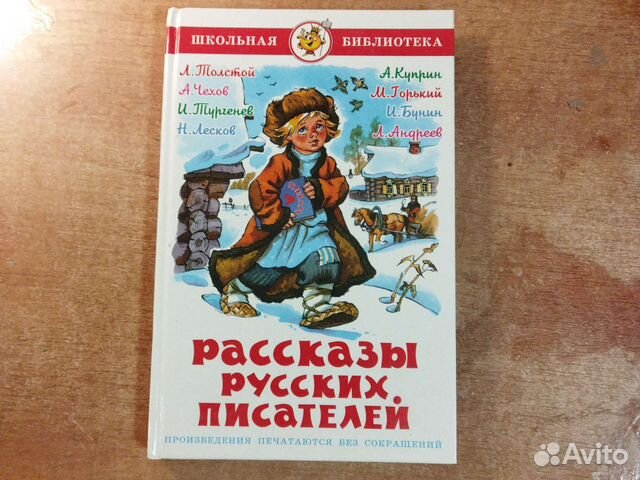 ШКОЛЬНАЯ БИБЛИОТЕКА
Л. Толстой
А. Чехов
И. Тургенев
Н. Лесков
А. Куприн
М. Горький
И. Бунин
Л. Андреев
РАССКАЗЫ
РУССКИХ
ПИСАТЕЛЕЙ
ПРОИЗВЕДЕНИЯ ПЕЧАТАЮТСЯ БЕЗ СОКРАЩЕНИЙ
Avito